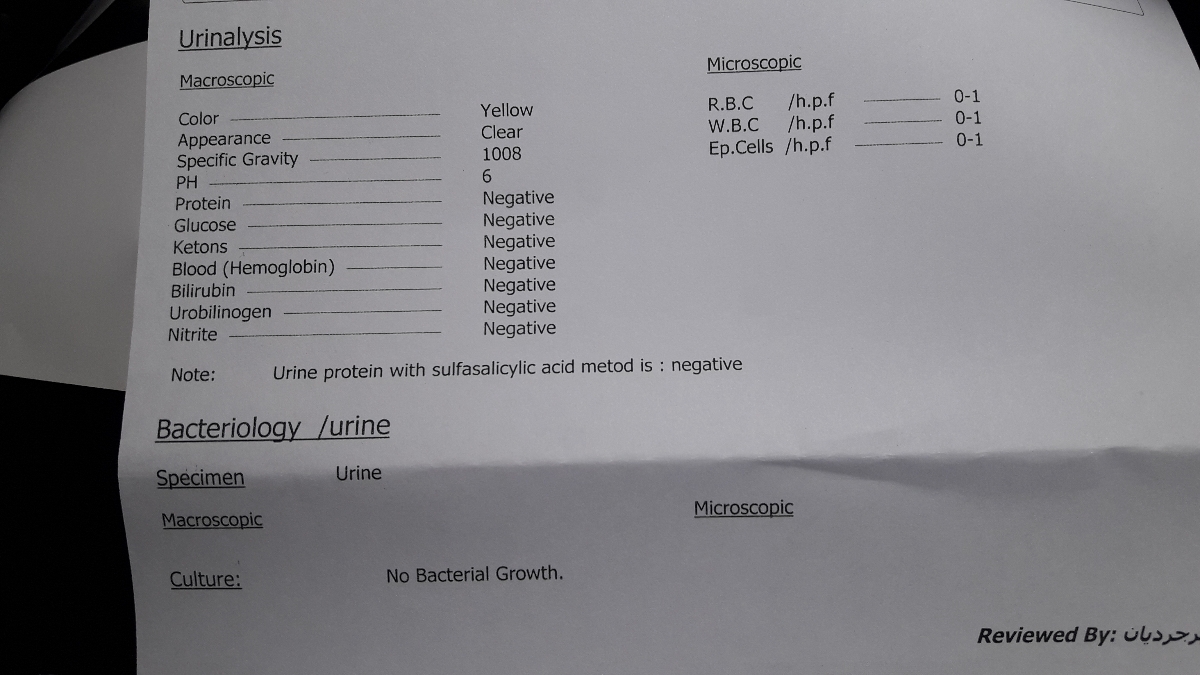 Urinalysis
Macroscopic
Color Yellow
Appearance Clear
Specific Gravity 1008
PH 6
Protein Negative
Glucose Negative
Ketons Negative
Blood (Hemoglobin) Negative
Bilirubin Negative
Urobilinogen Negative
Nitrite Negative
Microscopic
R.B.C /h.p.f 0-1
W.B.C /h.p.f 0-1
Ep.Cells /h.p.f 0-1
Note: Urine protein with sulfasalicylic acid metod is : negative
Bacteriology /urine
Specimen Urine
Macroscopic
Microscopic
Culture: No Bacterial Growth.
Reviewed By: